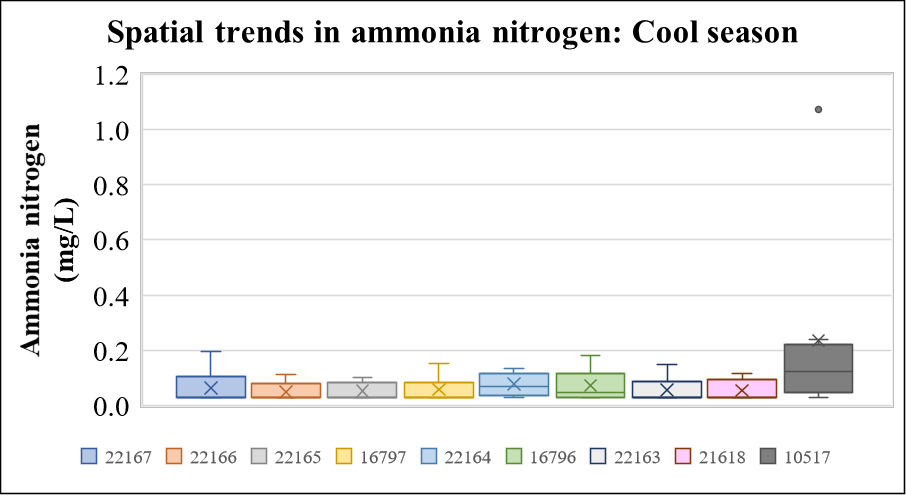 Spatial trends in ammonia nitrogen: Cool season
Ammonia nitrogen
(mg/L)
1.2
1.0
0.8
0.6
0.4
0.2
0.0
22167 22166 22165 16797 22164 16796 22163 21618 10517